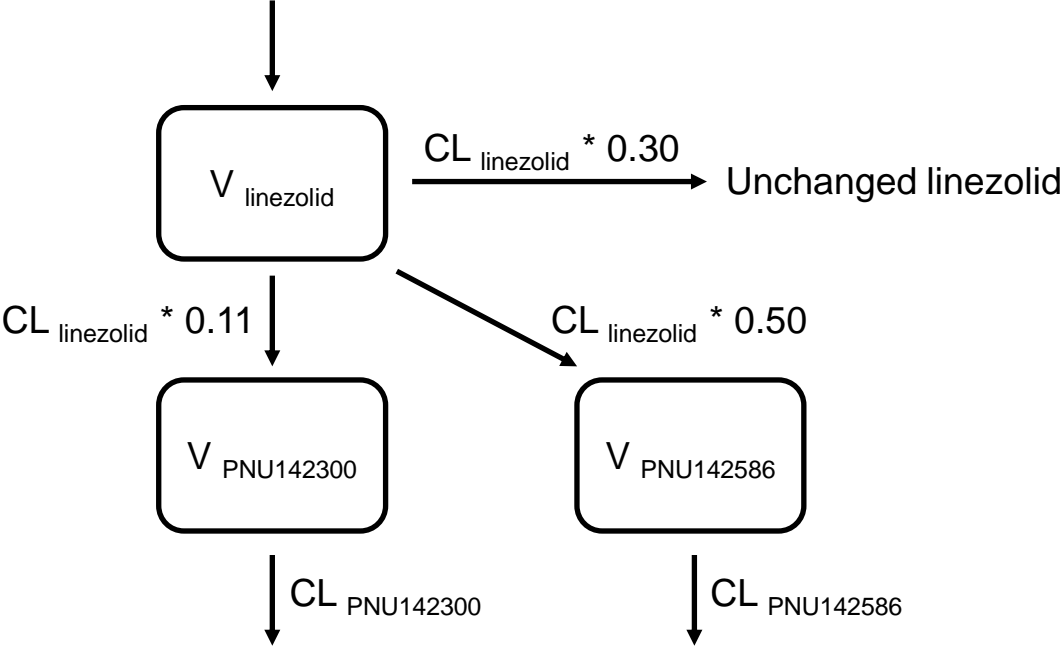 CL linezolid * 0.30
V linezolid
Unchanged linezolid
CL linezolid * 0.11
CL linezolid * 0.50
V PNU142300
V PNU142586
CL PNU142300
CL PNU142586